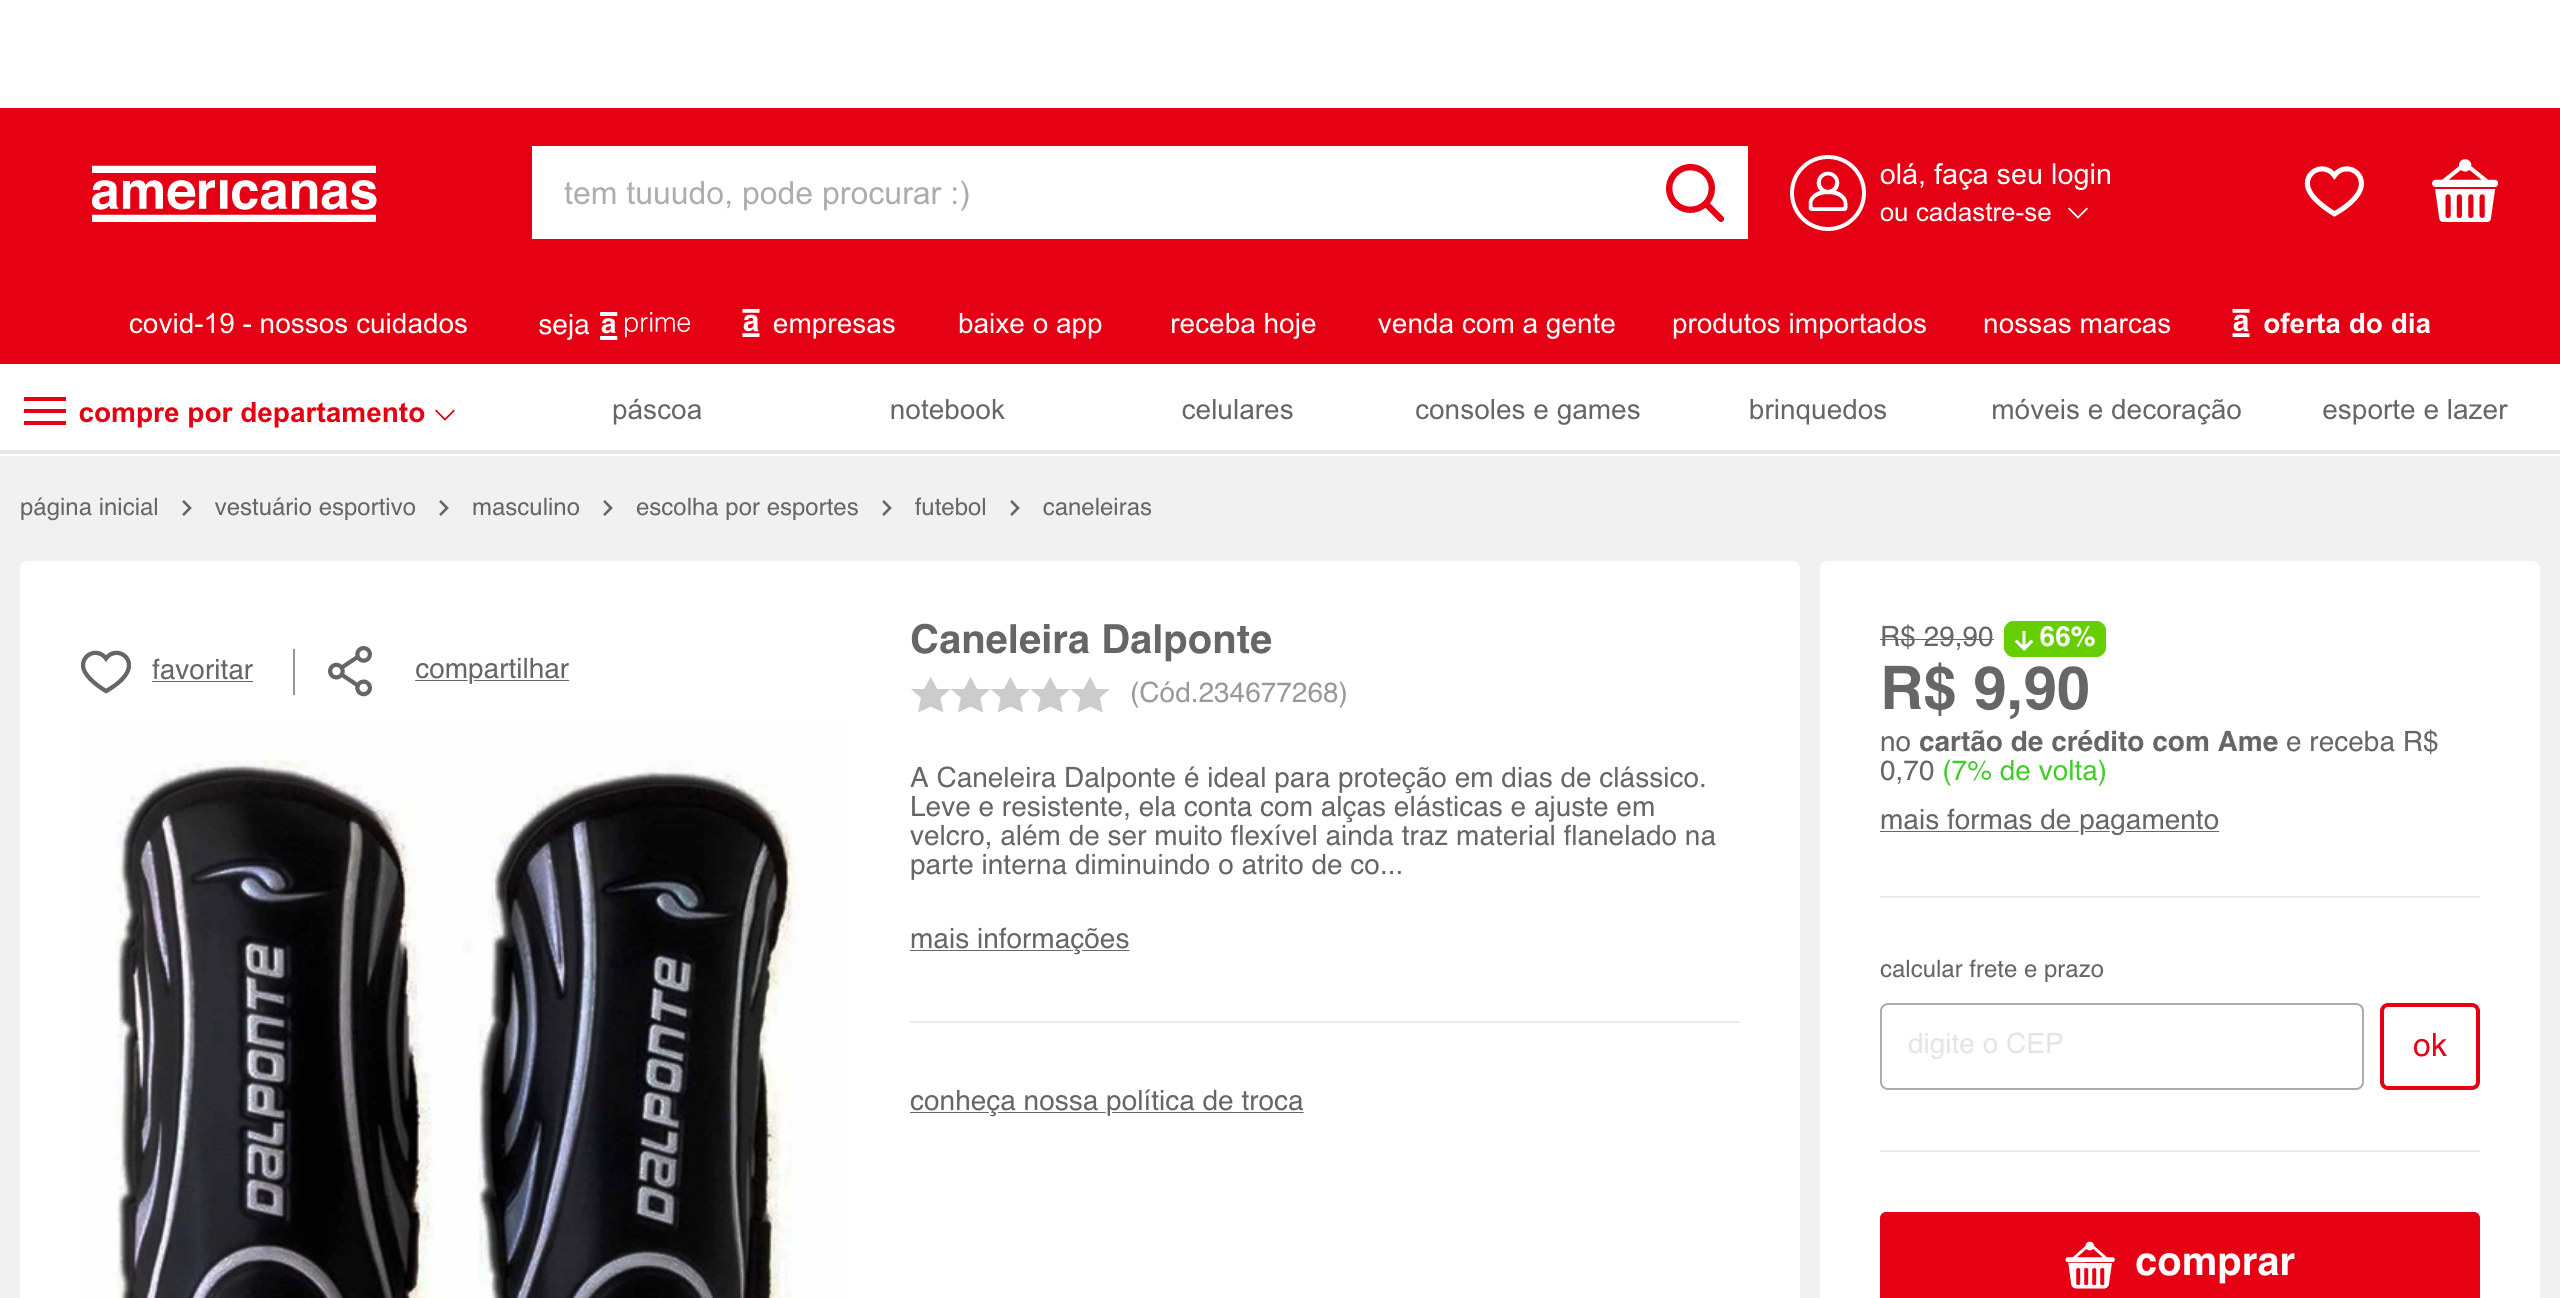 americanas
tem tuuudo, pode procurar :)
olá, faça seu login
ou cadastre-se
covid-19 - nossos cuidados
seja a prime
a empresas
baixe o app
receba hoje
venda com a gente
produtos importados
nossas marcas
a oferta do dia
compre por departamento
páscoa
notebook
celulares
consoles e games
brinquedos
móveis e decoração
esporte e lazer
página inicial > vestuário esportivo > masculino > escolha por esportes > futebol > caneleiras
favoritar
compartilhar
DALPONTE
DALPONTE
Caneleira Dalponte
(Cód.234677268)
A Caneleira Dalponte é ideal para proteção em dias de clássico.
Leve e resistente, ela conta com alças elásticas e ajuste em
velcro, além de ser muito flexível ainda traz material flanelado na
parte interna diminuindo o atrito de co...
mais informações
conheça nossa política de troca
R$ 29,90 ↓ 66%
R$ 9,90
no cartão de crédito com Ame e receba R$
0,70 (7% de volta)
mais formas de pagamento
calcular frete e prazo
digite o CEP
ok
comprar